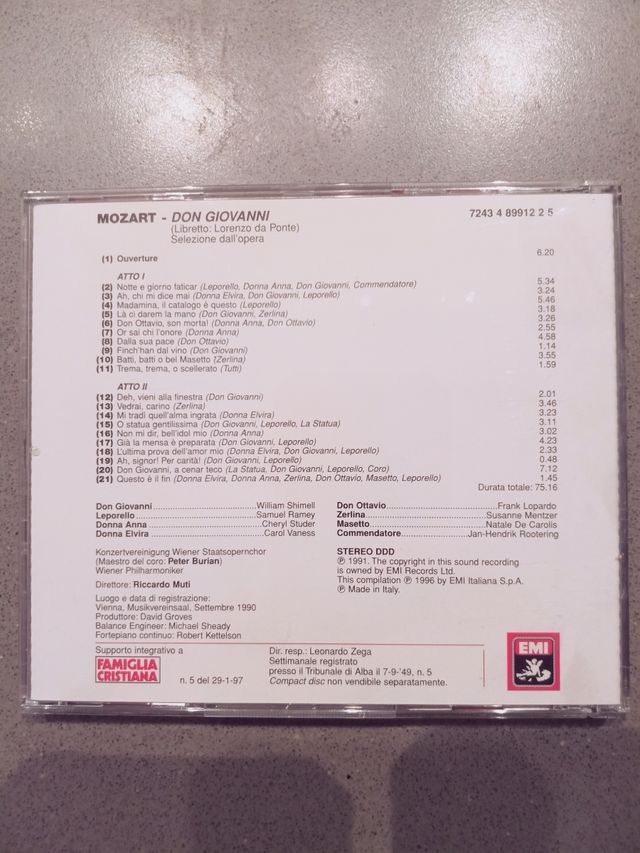 MOZART - DON GIOVANNI 7243 4 89912 2 5
(Libretto: Lorenzo da Ponte)
Selezione dall'opera
(1) Ouverture 6.20
ATTO I
(2) Notte e giorno faticar (Leporello, Donna Anna, Don Giovanni, Commendatore) 5.34
(3) Ah, chi mi dice mai (Donna Elvira, Don Giovanni, Leporello) 3.24
(4) Madamina, il catalogo è questo (Leporello) 5.46
(5) Là ci darem la mano (Don Giovanni, Zerlina) 3.18
(6) Don Ottavio, son morta! (Donna Anna, Don Ottavio) 3.26
(7) Or sai chi l'onore (Donna Anna) 2.55
(8) Dalla sua pace (Don Ottavio) 4.58
(9) Finch'han dal vino (Don Giovanni) 1.14
(10) Batti, batti o bel Masetto (Zerlina) 3.55
(11) Trema, trema, o scellerato (Tutti) 1.59
ATTO II
(12) Deh, vieni alla finestra (Don Giovanni) 2.01
(13) Vedrai, carino (Zerlina) 3.46
(14) Mi tradì quell'alma ingrata (Donna Elvira) 3.23
(15) O statua gentilissima (Don Giovanni, Leporello, La Statua) 3.11
(16) Non mi dir, bell'idol mio (Donna Anna) 3.02
(17) Già la mensa è preparata (Don Giovanni, Leporello) 4.23
(18) L'ultima prova dell'amor mio (Donna Elvira, Don Giovanni, Leporello) 2.33
(19) Ah, signor! Per carità! (Don Giovanni, Leporello) 0.48
(20) Don Giovanni, a cenar teco (La Statua, Don Giovanni, Leporello, Coro) 7.12
(21) Questo è il fin (Donna Elvira, Donna Anna, Zerlina, Don Ottavio, Masetto, Leporello) 1.45
Durata totale: 75.16
Don Giovanni William Shimell
Leporello Samuel Ramey
Donna Anna Cheryl Studer
Donna Elvira Carol Vaness
Don Ottavio Frank Lopardo
Zerlina Susanne Mentzer
Masetto Natale De Carolis
Commendatore Jan-Hendrik Rootering
Konzertvereinigung Wiener Staatsopernchor
(Maestro del coro: Peter Burian)
Wiener Philharmoniker
Direttore: Riccardo Muti
Luogo e data di registrazione:
Vienna, Musikvereinsaal, Settembre 1990
Produttore: David Groves
Balance Engineer: Michael Sheady
Fortepiano continuo: Robert Kettelson
STEREO DDD
℗ 1991. The copyright in this sound recording
is owned by EMI Records Ltd.
This compilation ℗ 1996 by EMI Italiana S.p.A.
℗ Made in Italy.
Supporto integrativo a
FAMIGLIA
CRISTIANA
n. 5 del 29-1-97
Dir. resp.: Leonardo Zega
Settimanale registrato
presso il Tribunale di Alba il 7-9-'49, n. 5
Compact disc non vendibile separatamente.
EMI